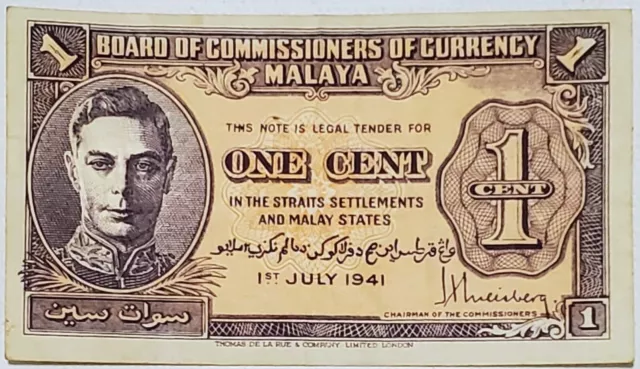 1 BOARD OF COMMISSIONERS OF CURRENCY 1
MALAYA
THIS NOTE IS LEGAL TENDER FOR
ONE CENT
1
CENT
IN THE STRAITS SETTLEMENTS
AND MALAY STATES
1ST JULY 1941
سوات سين
CHAIRMAN OF THE COMMISSIONERS
1
THOMAS DE LA RUE & COMPANY LIMITED LONDON